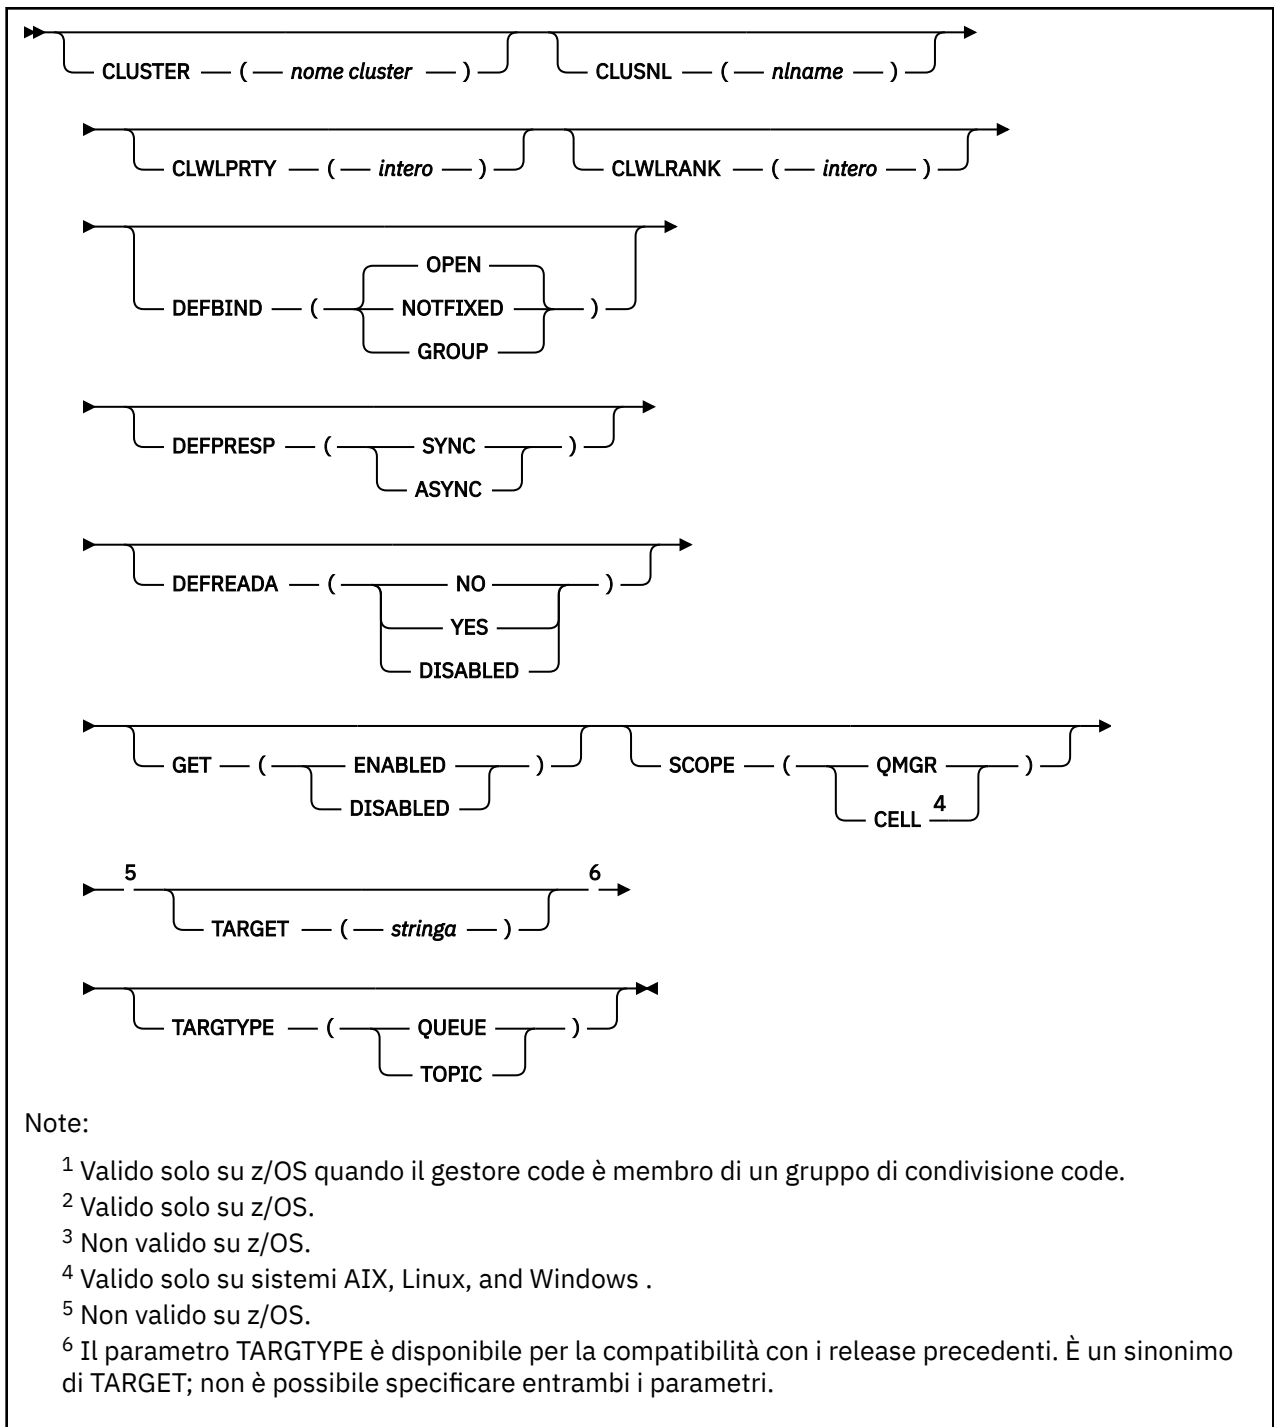 CLUSTER ( nome cluster ) CLUSNL ( nlname )
CLWLPRTY ( intero ) CLWLRANK ( intero )
OPEN
DEFBIND ( NOTFIXED )
GROUP
DEFPRESP ( SYNC )
ASYNC
DEFREADA ( NO )
YES
DISABLED
GET ( ENABLED ) SCOPE ( QMGR )
DISABLED CELL 4
5 6
TARGET ( stringa )
TARGTYPE ( QUEUE )
TOPIC
Note:
1 Valido solo su z/OS quando il gestore code è membro di un gruppo di condivisione code.
2 Valido solo su z/OS.
3 Non valido su z/OS.
4 Valido solo su sistemi AIX, Linux, and Windows .
5 Non valido su z/OS.
6 Il parametro TARGTYPE è disponibile per la compatibilità con i release precedenti. È un sinonimo
di TARGET; non è possibile specificare entrambi i parametri.